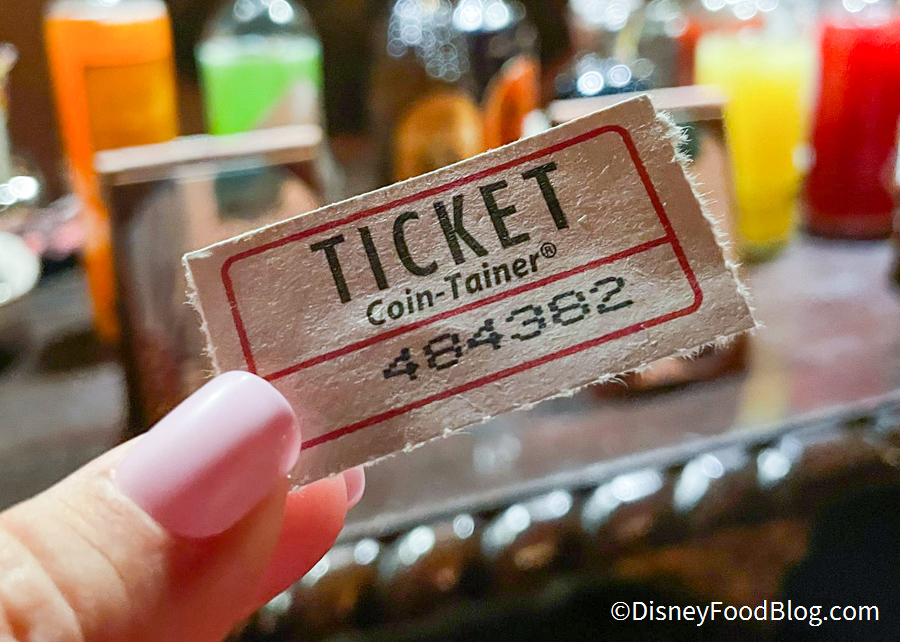 TICKET
Coin-Tainer®
484382
©DisneyFoodBlog.com